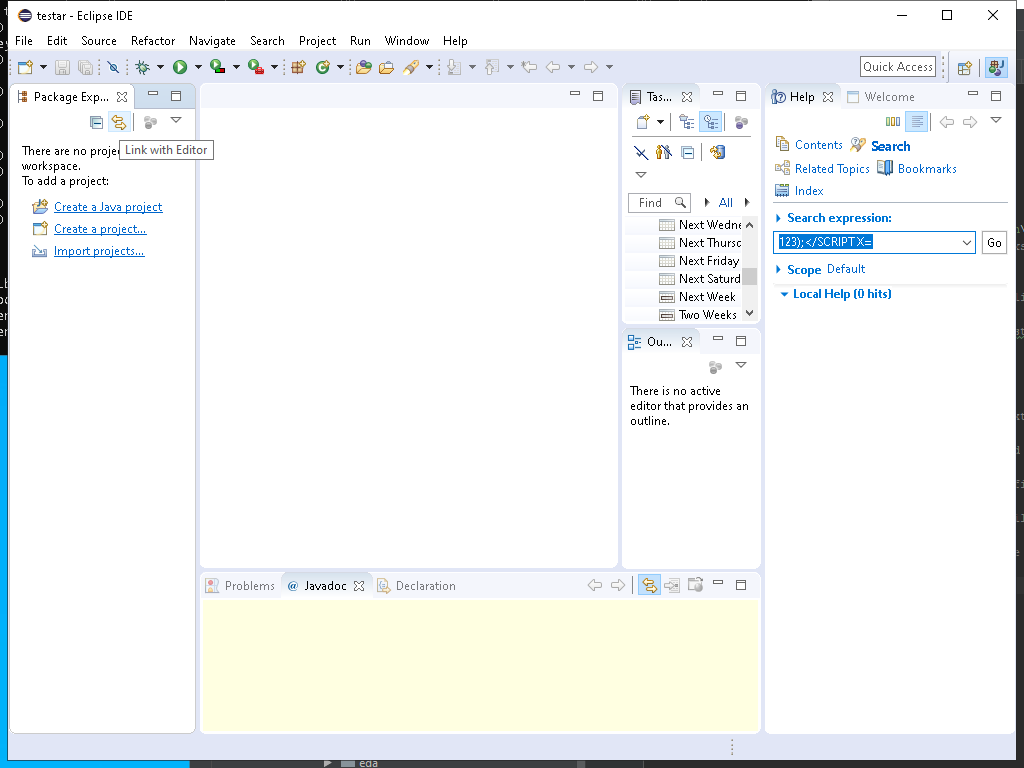 testar - Eclipse IDE
File Edit Source Refactor Navigate Search Project Run Window Help
Quick Access
Package Exp...
Link with Editor
There are no proje
workspace.
To add a project:
Create a Java project
Create a project...
Import projects...
Tas...
Find
All
Next Wedne
Next Thursd
Next Friday
Next Saturd
Next Week
Two Weeks
Ou...
There is no active
editor that provides an
outline.
Problems @ Javadoc Declaration
Help Welcome
Contents Search
Related Topics Bookmarks
Index
Search expression:
123);</SCRIPT X=
Go
Scope Default
Local Help (0 hits)
eda